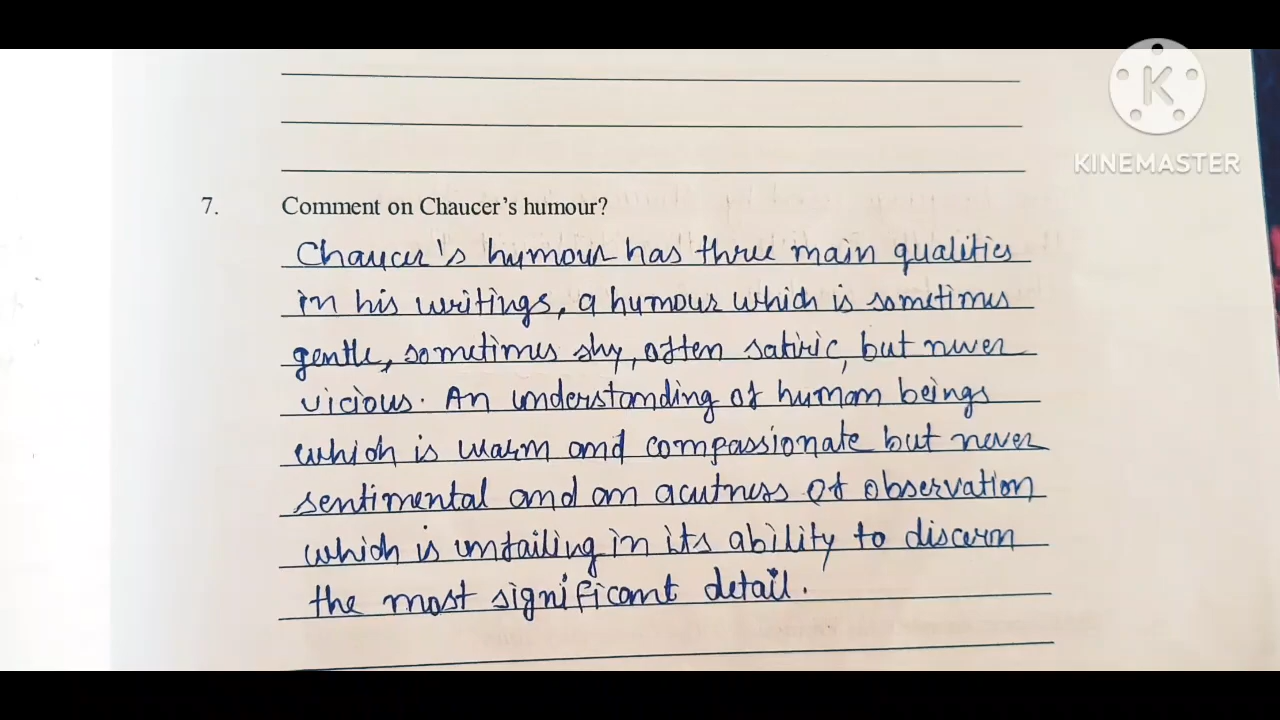 KINEMASTER
7. Comment on Chaucer's humour?
Chaucer's humour has three main qualities
in his writings, a humour which is sometimes
gentle, sometimes shy, often satiric, but never
vicious. An understanding of human beings
which is warm and compassionate but never
sentimental and an acutness of observation
which is unfailing in its ability to discern
the most significant detail.